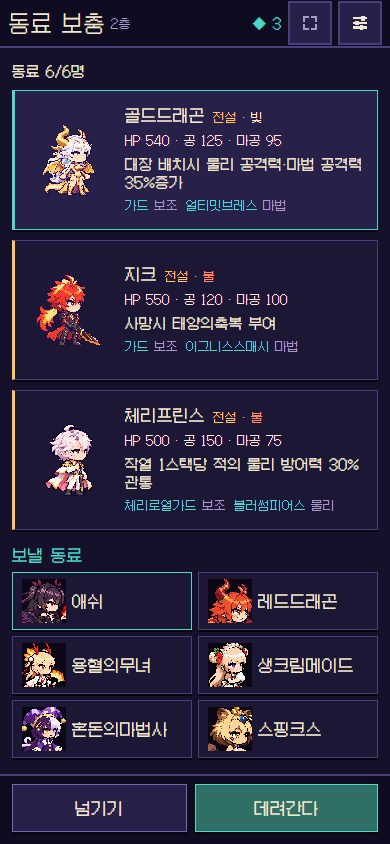 동료 보충 2층 ◆ 3
동료 6/6명
골드드래곤 전설 · 빛
HP 540 · 공 125 · 마공 95
대장 배치시 물리 공격력·마법 공격력
35%증가
가드 보조 얼티밋브레스 마법
지크 전설 · 불
HP 550 · 공 120 · 마공 100
사망시 태양의축복 부여
가드 보조 이그니스스매시 마법
체리프린스 전설 · 불
HP 500 · 공 150 · 마공 75
작열 1스택당 적의 물리 방어력 30%
관통
체리로열가드 보조 블러썸피어스 물리
보낼 동료
애쉬 레드드래곤
용혈의무녀 생크림메이드
혼돈의마법사 스핑크스
넘기기 데려간다